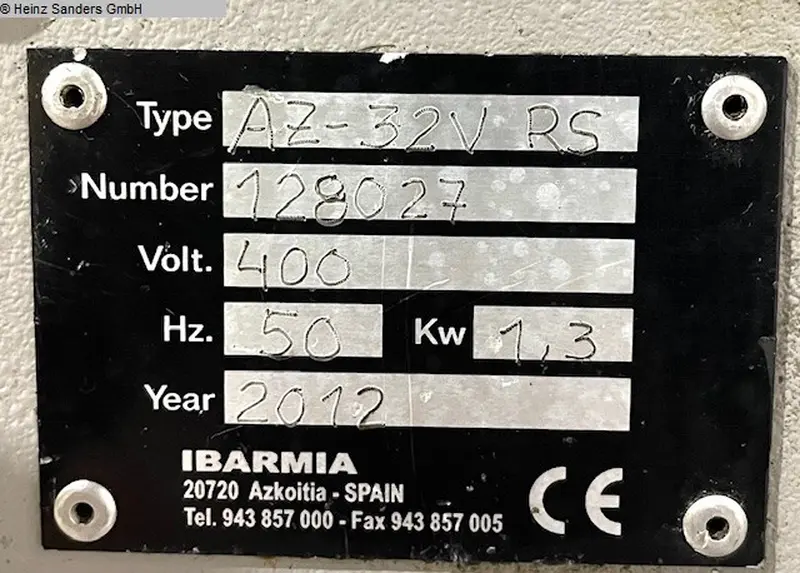 ® Heinz Sanders GmbH
Type AZ-32V RS
Number 128027
Volt. 400
Hz. 50 Kw 1,3
Year 2012
IBARMIA
20720 Azkoitia - SPAIN
Tel. 943 857 000 - Fax 943 857 005
CE